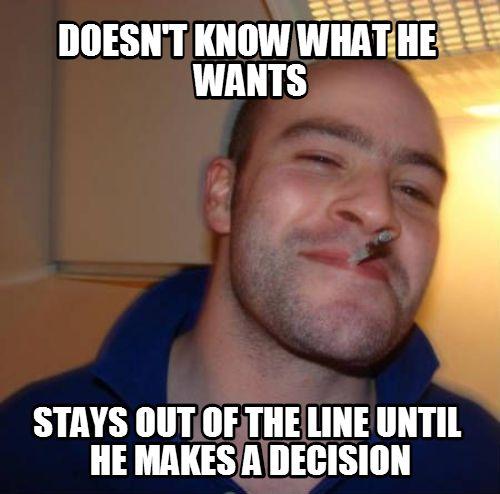 DOESN'T KNOW WHAT HE
WANTS
STAYS OUT OF THE LINE UNTIL
HE MAKES A DECISION